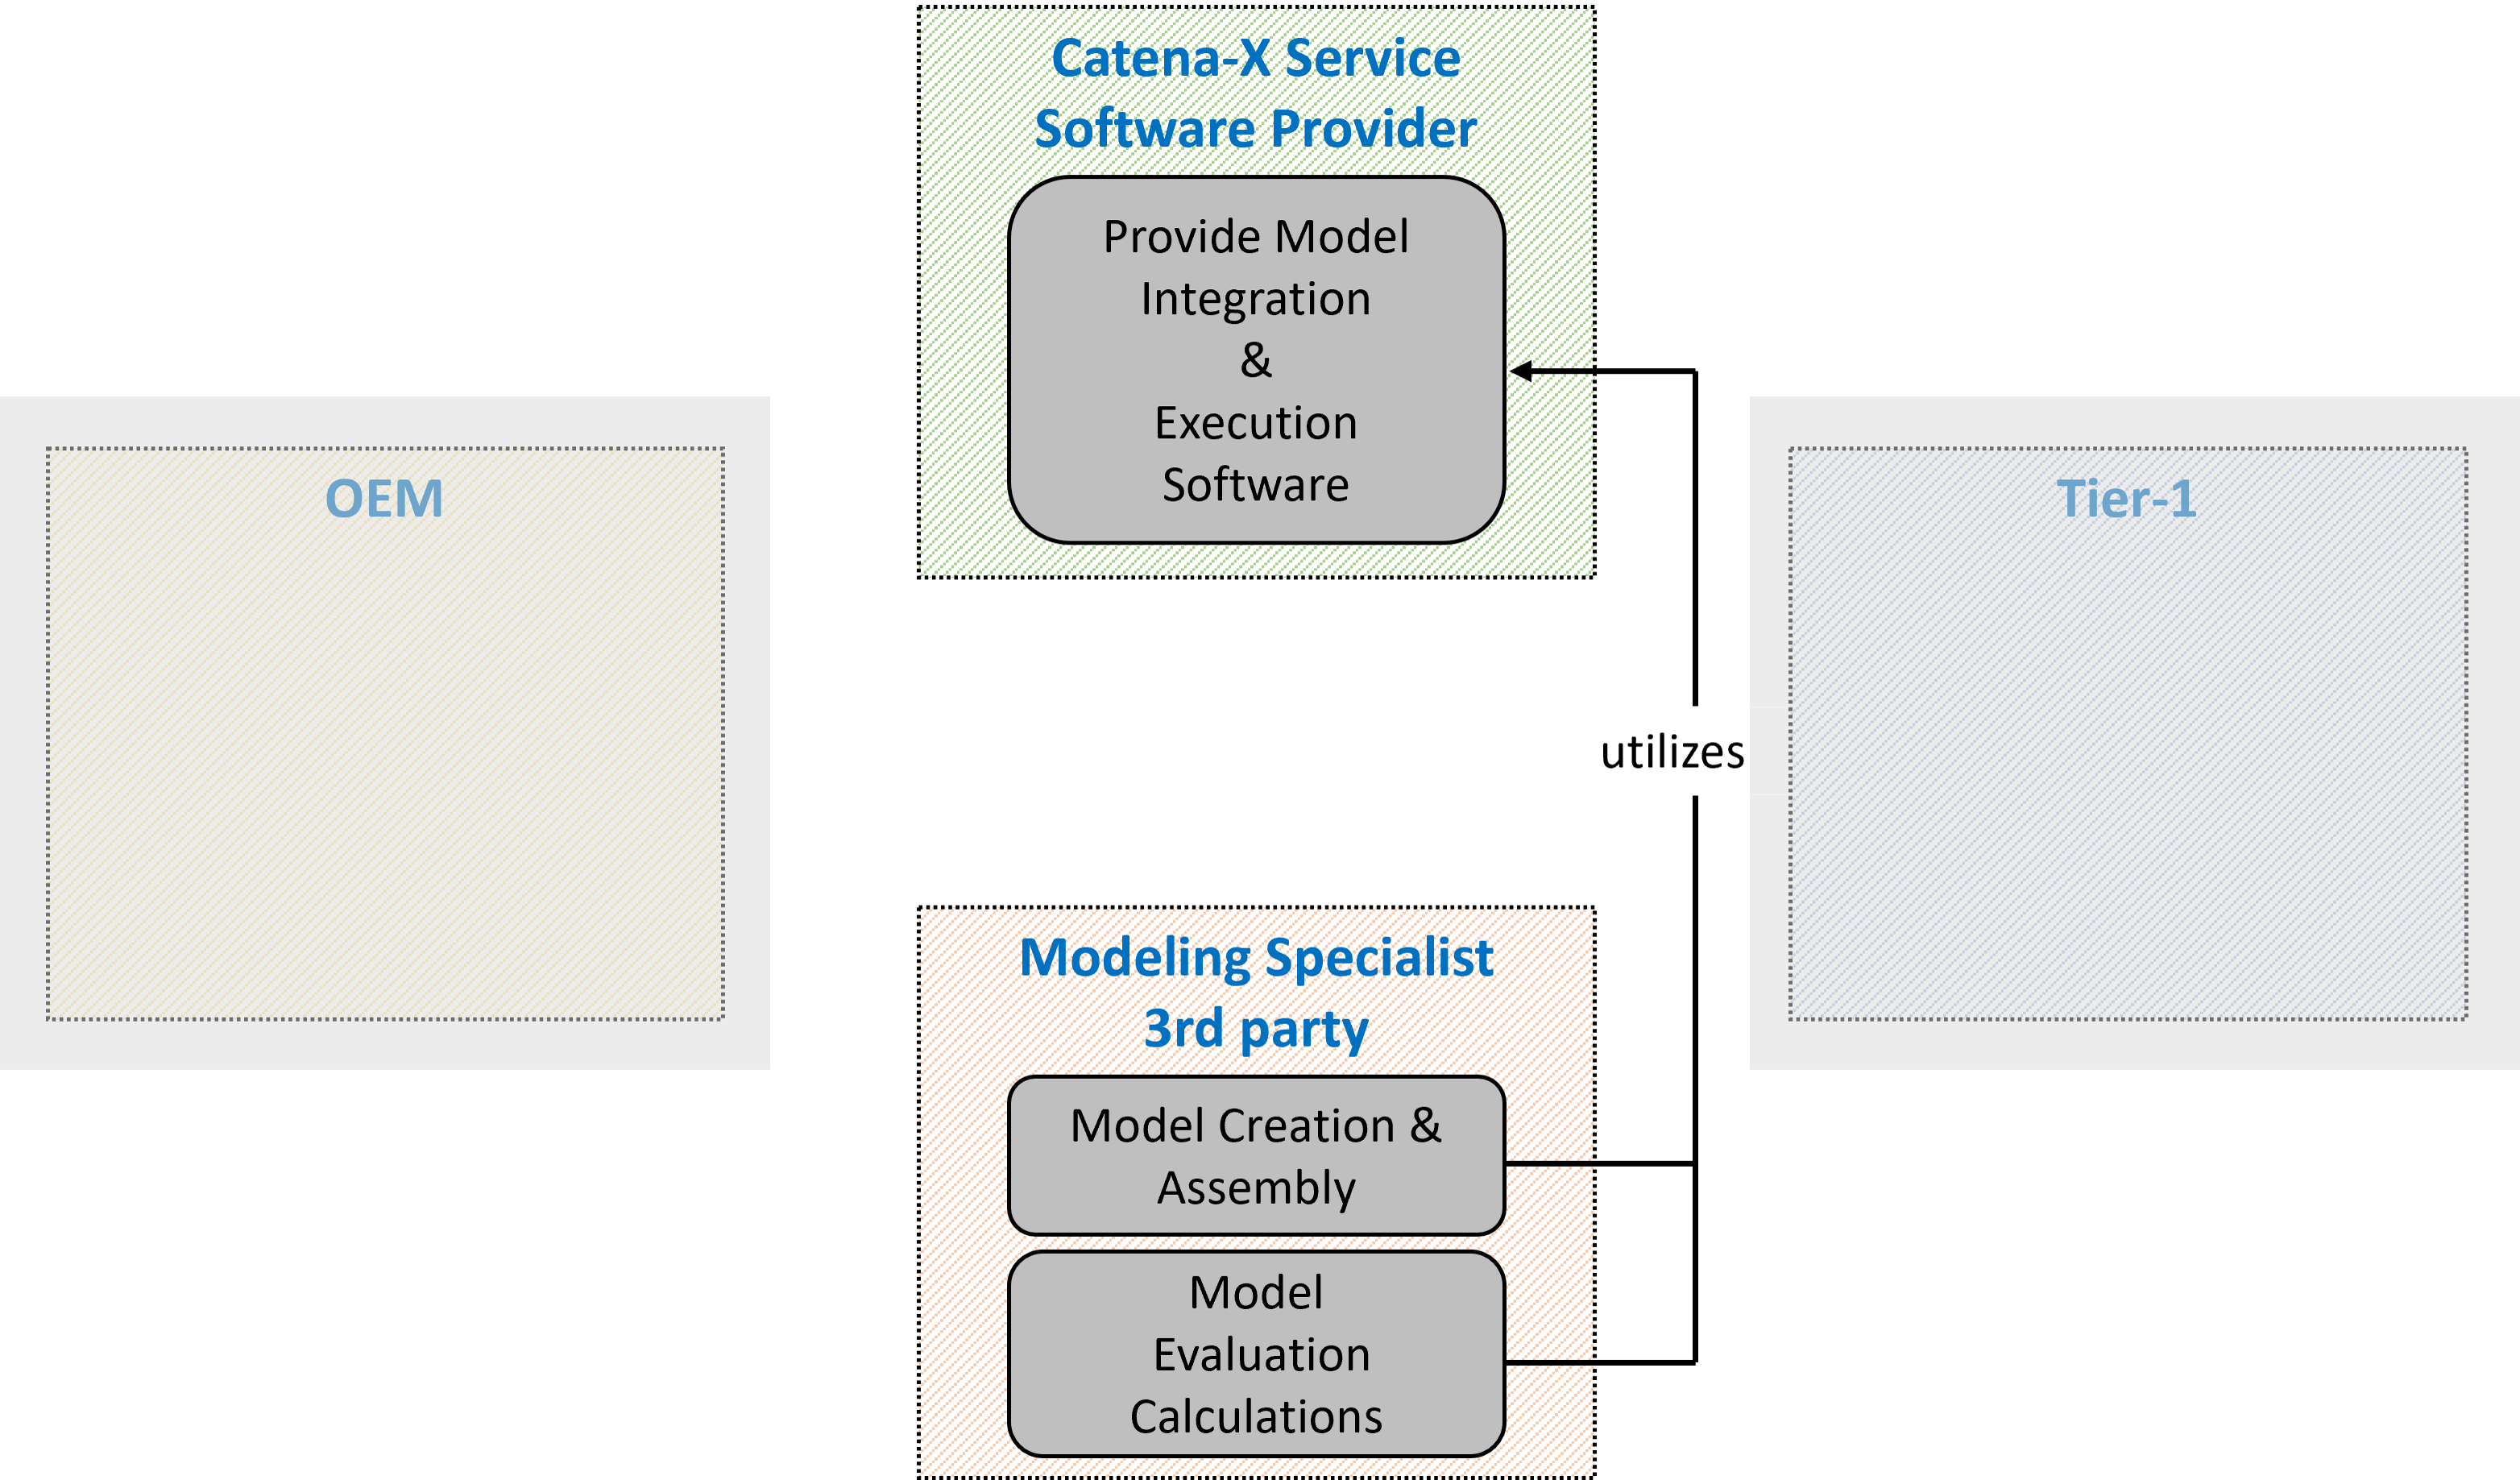 Catena-X Service
Software Provider
Provide Model
Integration
&
Execution
Software
OEM
Tier-1
utilizes
Modeling Specialist
3rd party
Model Creation &
Assembly
Model
Evaluation
Calculations